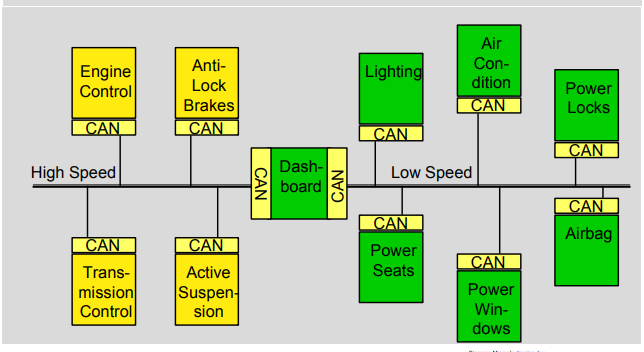 Engine
Control
CAN
Anti-
Lock
Brakes
CAN
Lighting
CAN
Air
Con-
dition
CAN
Power
Locks
CAN
High Speed
CAN
Dash-
board
CAN
Low Speed
CAN
Trans-
mission
Control
CAN
Active
Suspen-
sion
CAN
Power
Seats
CAN
Power
Win-
dows
CAN
Airbag